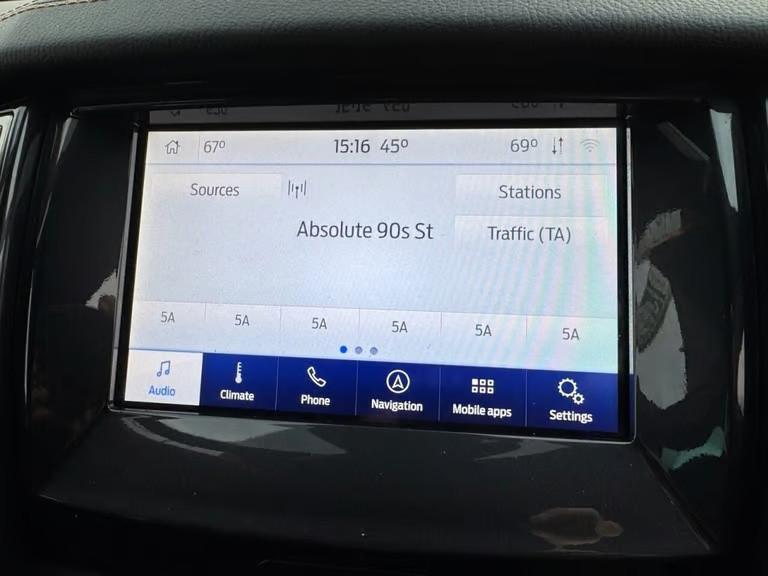 67° 15:16 45° 69°
Sources Stations
Absolute 90s St Traffic (TA)
5A 5A 5A 5A 5A 5A
Audio Climate Phone Navigation Mobile apps Settings